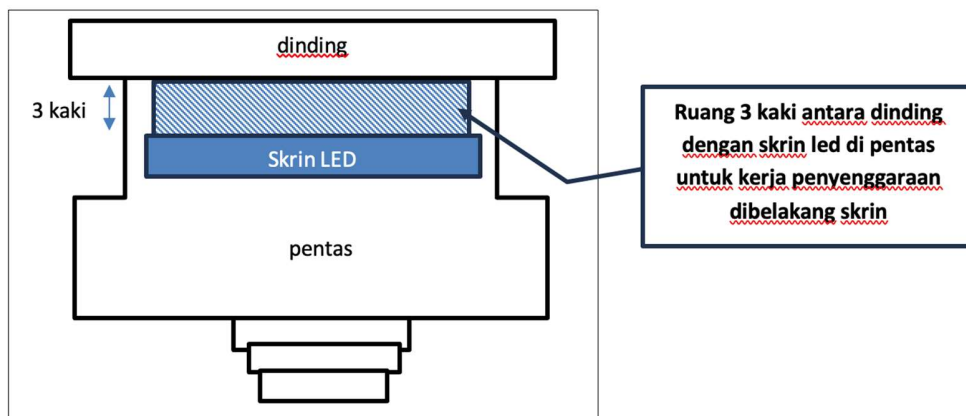 dinding
3 kaki
Skrin LED
pentas
Ruang 3 kaki antara dinding
dengan skrin led di pentas
untuk kerja penyenggaraan
dibelakang skrin